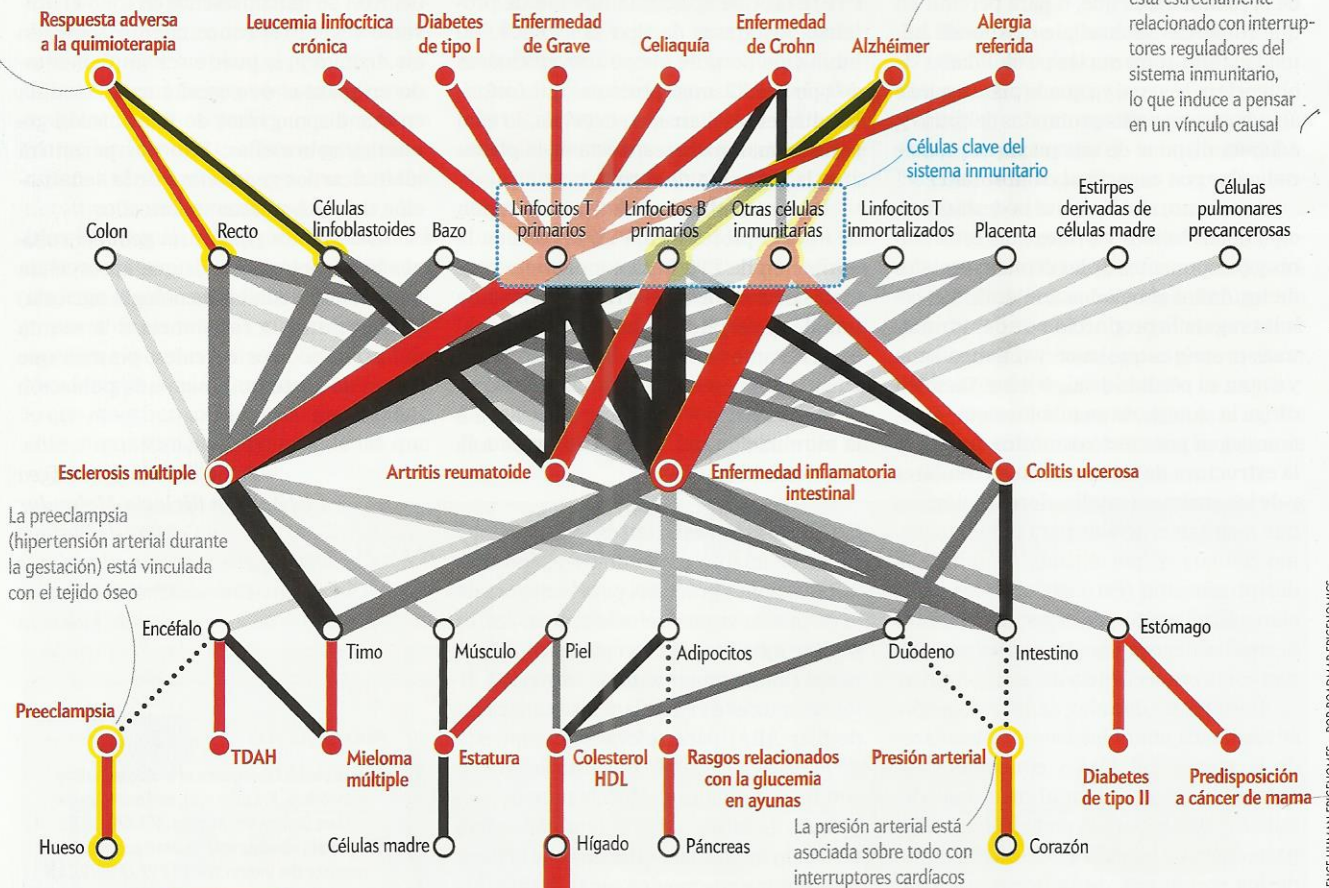 está estrechamente
relacionado con interrup-
tores reguladores del
sistema inmunitario,
lo que induce a pensar
en un vínculo causal
Respuesta adversa
a la quimioterapia
Leucemia linfocítica
crónica
Diabetes
de tipo I
Enfermedad
de Grave
Celiaquía
Enfermedad
de Crohn
Alzhéimer
Alergia
referida
Células clave del
sistema inmunitario
Colon
Recto
Células
linfoblastoides
Bazo
Linfocitos T
primarios
Linfocitos B
primarios
Otras células
inmunitarias
Linfocitos T
inmortalizados
Placenta
Estirpes
derivadas de
células madre
Células
pulmonares
precancerosas
Esclerosis múltiple
Artritis reumatoide
Enfermedad inflamatoria
intestinal
Colitis ulcerosa
La preeclampsia
(hipertensión arterial durante
la gestación) está vinculada
con el tejido óseo
Encéfalo
Timo
Músculo
Piel
Adipocitos
Duodeno
Intestino
Estómago
Preeclampsia
TDAH
Mieloma
múltiple
Estatura
Colesterol
HDL
Rasgos relacionados
con la glucemia
en ayunas
Presión arterial
Diabetes
de tipo II
Predisposición
a cáncer de mama
Hueso
Células madre
Hígado
Páncreas
La presión arterial está
asociada sobre todo con
interruptores cardíacos
Corazón